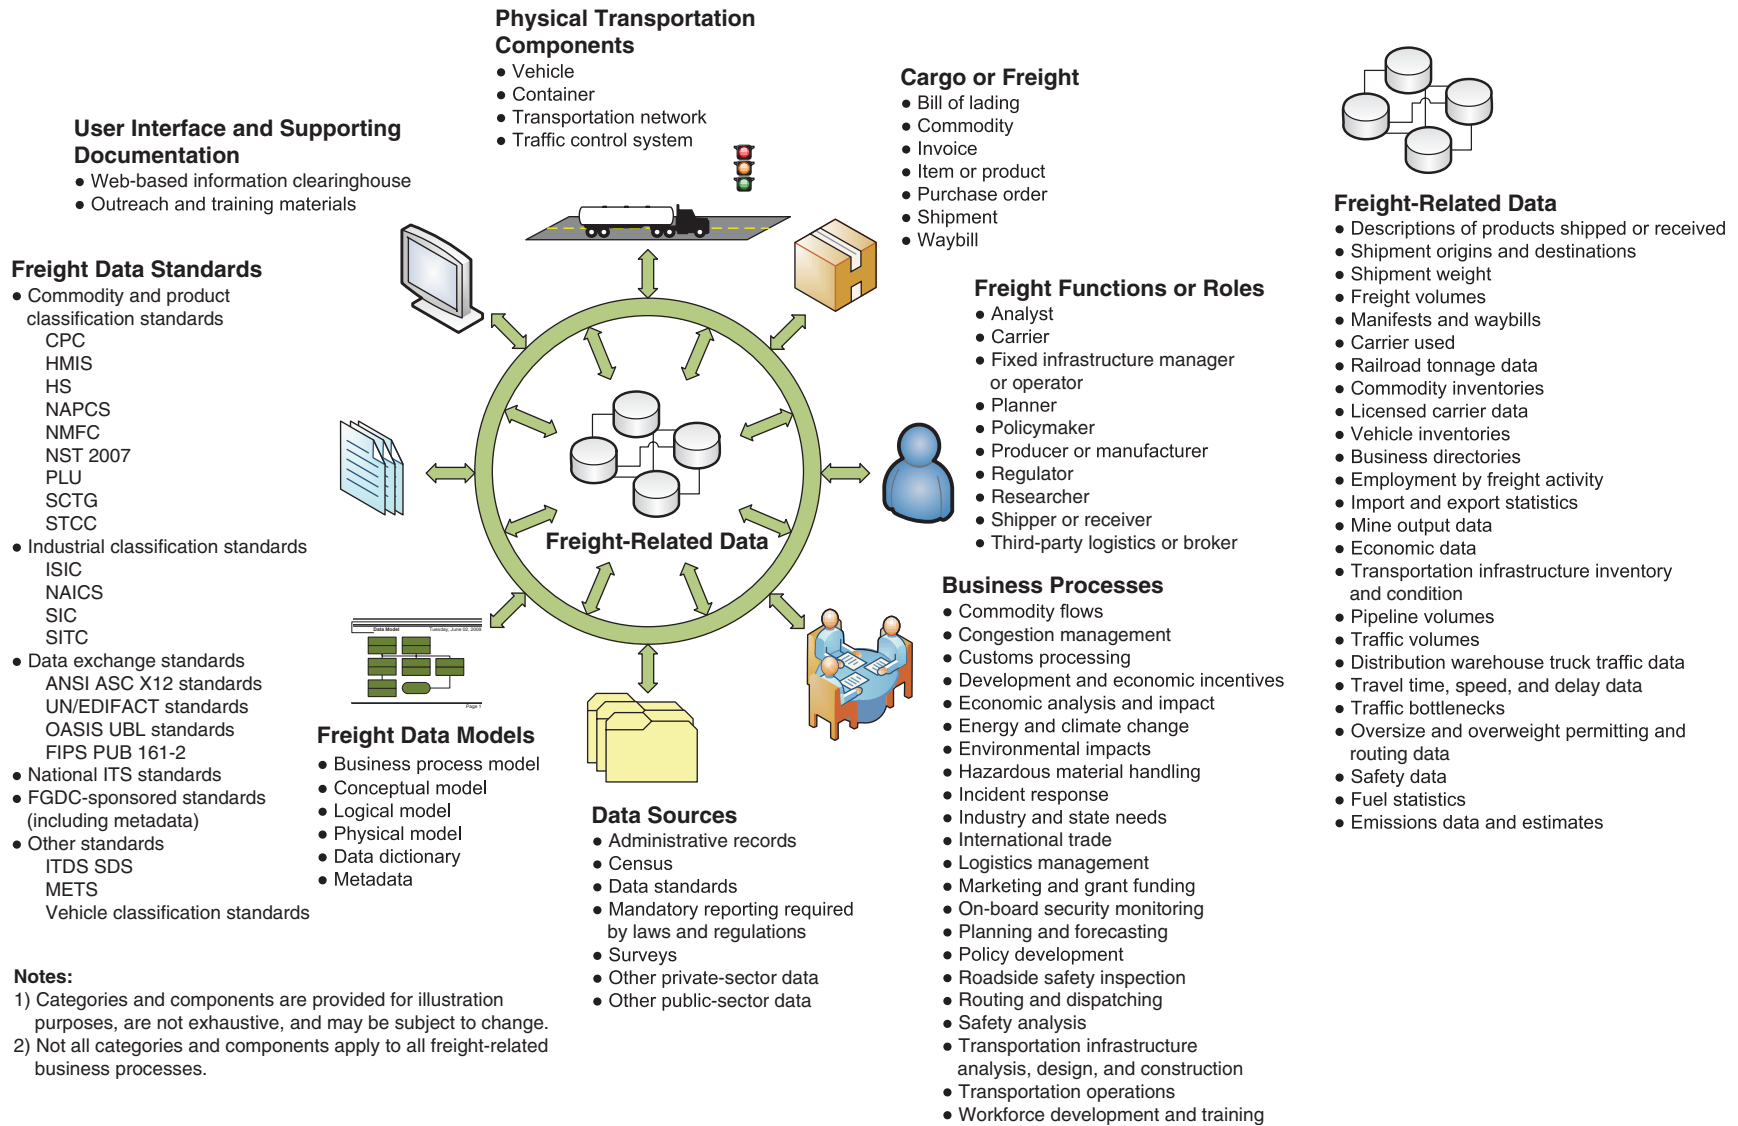 Physical Transportation
Components
● Vehicle
● Container
● Transportation network
● Traffic control system
Cargo or Freight
● Bill of lading
● Commodity
● Invoice
● Item or product
● Purchase order
● Shipment
● Waybill
User Interface and Supporting
Documentation
● Web-based information clearinghouse
● Outreach and training materials
Freight Data Standards
● Commodity and product
classification standards
CPC
HMIS
HS
NAPCS
NMFC
NST 2007
PLU
SCTG
STCC
● Industrial classification standards
ISIC
NAICS
SIC
SITC
● Data exchange standards
ANSI ASC X12 standards
UN/EDIFACT standards
OASIS UBL standards
FIPS PUB 161-2
● National ITS standards
● FGDC-sponsored standards
(including metadata)
● Other standards
ITDS SDS
METS
Vehicle classification standards
Freight-Related Data
Freight Functions or Roles
● Analyst
● Carrier
● Fixed infrastructure manager
or operator
● Planner
● Policymaker
● Producer or manufacturer
● Regulator
● Researcher
● Shipper or receiver
● Third-party logistics or broker
Data Model
Tuesday, June 02, 2009
Page 1
Freight Data Models
● Business process model
● Conceptual model
● Logical model
● Physical model
● Data dictionary
● Metadata
Data Sources
● Administrative records
● Census
● Data standards
● Mandatory reporting required
by laws and regulations
● Surveys
● Other private-sector data
● Other public-sector data
Business Processes
● Commodity flows
● Congestion management
● Customs processing
● Development and economic incentives
● Economic analysis and impact
● Energy and climate change
● Environmental impacts
● Hazardous material handling
● Incident response
● Industry and state needs
● International trade
● Logistics management
● Marketing and grant funding
● On-board security monitoring
● Planning and forecasting
● Policy development
● Roadside safety inspection
● Routing and dispatching
● Safety analysis
● Transportation infrastructure
analysis, design, and construction
● Transportation operations
● Workforce development and training
Freight-Related Data
● Descriptions of products shipped or received
● Shipment origins and destinations
● Shipment weight
● Freight volumes
● Manifests and waybills
● Carrier used
● Railroad tonnage data
● Commodity inventories
● Licensed carrier data
● Vehicle inventories
● Business directories
● Employment by freight activity
● Import and export statistics
● Mine output data
● Economic data
● Transportation infrastructure inventory
and condition
● Pipeline volumes
● Traffic volumes
● Distribution warehouse truck traffic data
● Travel time, speed, and delay data
● Traffic bottlenecks
● Oversize and overweight permitting and
routing data
● Safety data
● Fuel statistics
● Emissions data and estimates
Notes:
1) Categories and components are provided for illustration
purposes, are not exhaustive, and may be subject to change.
2) Not all categories and components apply to all freight-related
business processes.